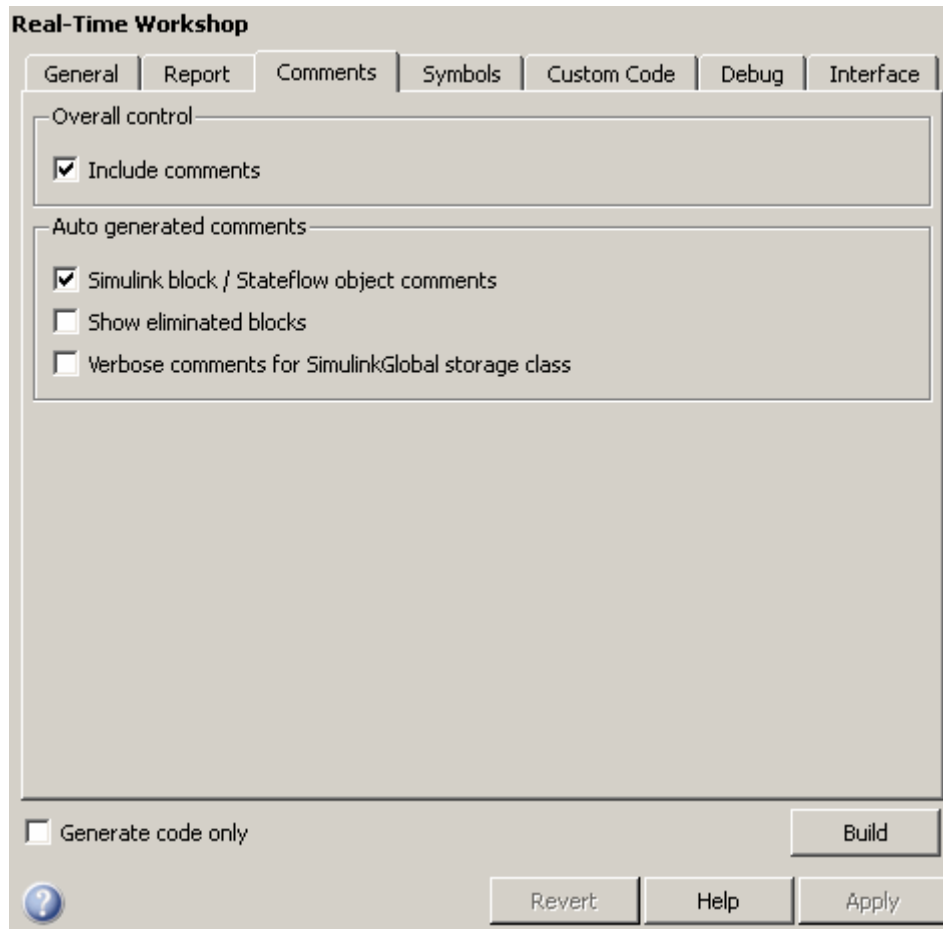 Real-Time Workshop
General Report Comments Symbols Custom Code Debug Interface
Overall control
Include comments
Auto generated comments
Simulink block / Stateflow object comments
Show eliminated blocks
Verbose comments for SimulinkGlobal storage class
Generate code only Build
? Revert Help Apply